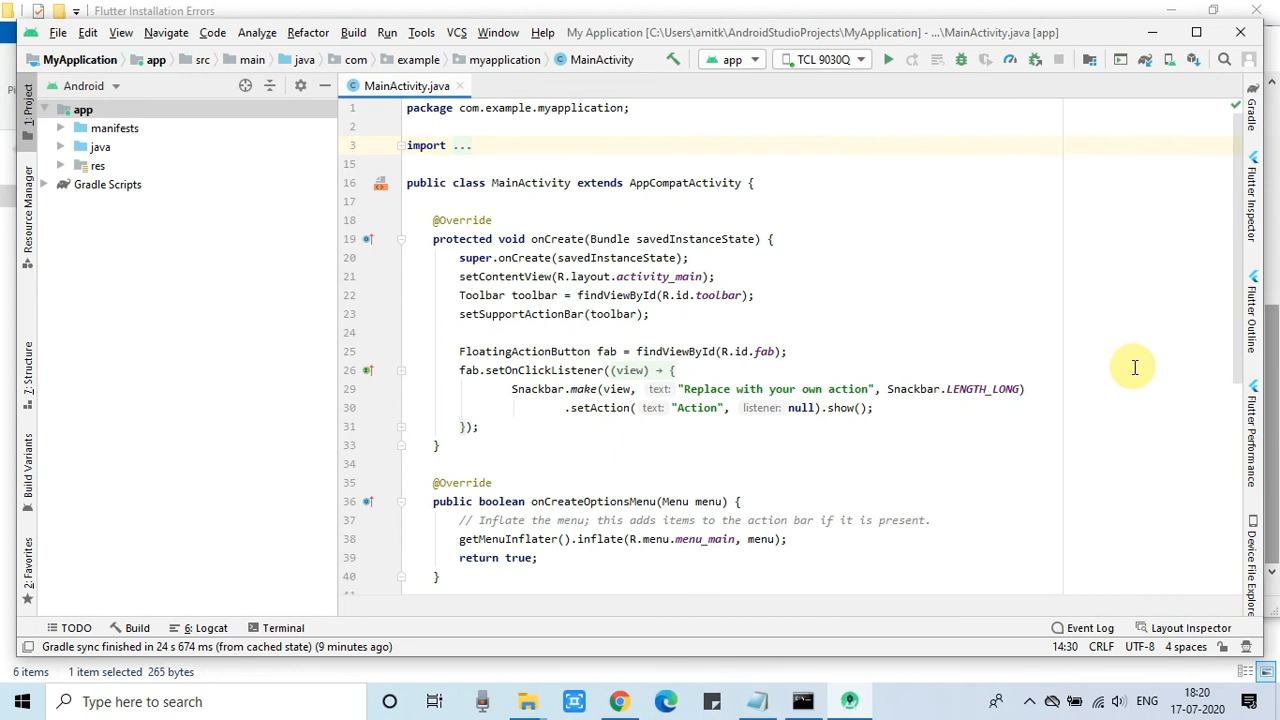 Flutter Installation Errors
File Edit View Navigate Code Analyze Refactor Build Run Tools VCS Window Help My Application [C:\Users\amitk\AndroidStudioProjects\MyApplication] - ...\MainActivity.java [app]
MyApplication app src main java com example myapplication MainActivity app TCL 9030Q
Android
MainActivity.java
1: Project
Resource Manager
7: Structure
Build Variants
2: Favorites
app
manifests
java
res
Gradle Scripts
1 package com.example.myapplication;
2
3 import ...
15
16 public class MainActivity extends AppCompatActivity {
17
18 @Override
19 protected void onCreate(Bundle savedInstanceState) {
20 super.onCreate(savedInstanceState);
21 setContentView(R.layout.activity_main);
22 Toolbar toolbar = findViewById(R.id.toolbar);
23 setSupportActionBar(toolbar);
24
25 FloatingActionButton fab = findViewById(R.id.fab);
26 fab.setOnClickListener((view) → {
29 Snackbar.make(view, text: "Replace with your own action", Snackbar.LENGTH_LONG)
30 .setAction( text: "Action", listener: null).show();
31 });
33 }
34
35 @Override
36 public boolean onCreateOptionsMenu(Menu menu) {
37 // Inflate the menu; this adds items to the action bar if it is present.
38 getMenuInflater().inflate(R.menu.menu_main, menu);
39 return true;
40 }
Gradle
Flutter Inspector
Flutter Outline
Flutter Performance
Device File Explorer
TODO Build 6: Logcat Terminal Event Log Layout Inspector
Gradle sync finished in 24 s 674 ms (from cached state) (9 minutes ago) 14:30 CRLF UTF-8 4 spaces
6 items 1 item selected 265 bytes
Type here to search
ENG
18:20
17-07-2020